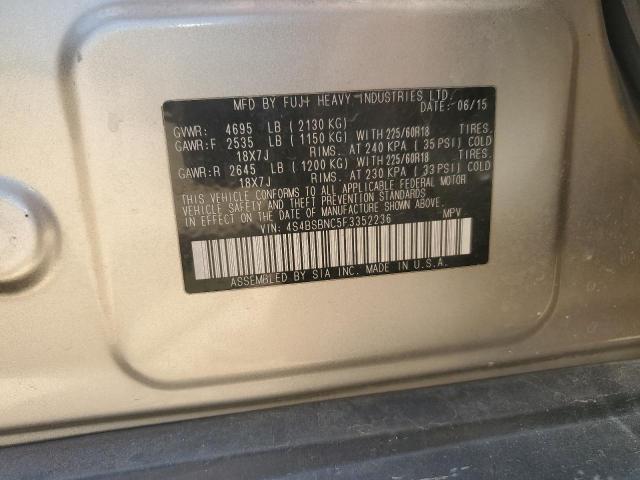 MFD BY FUJI HEAVY INDUSTRIES LTD.
DATE: 06/15
GVWR: 4695 LB (2130 KG)
GAWR:F 2535 LB (1150 KG) WITH 225/60R18 TIRES.
18X7J RIMS. AT 240 KPA (35 PSI) COLD
GAWR:R 2645 LB (1200 KG) WITH 225/60R18 TIRES.
18X7J RIMS. AT 230 KPA (33 PSI) COLD
THIS VEHICLE CONFORMS TO ALL APPLICABLE FEDERAL MOTOR
VEHICLE SAFETY AND THEFT PREVENTION STANDARDS IN
EFFECT ON THE DATE OF MANUFACTURE SHOWN ABOVE.
VIN: 4S4BSBNC5F3352236 MPV
ASSEMBLED BY SIA INC. MADE IN U.S.A.